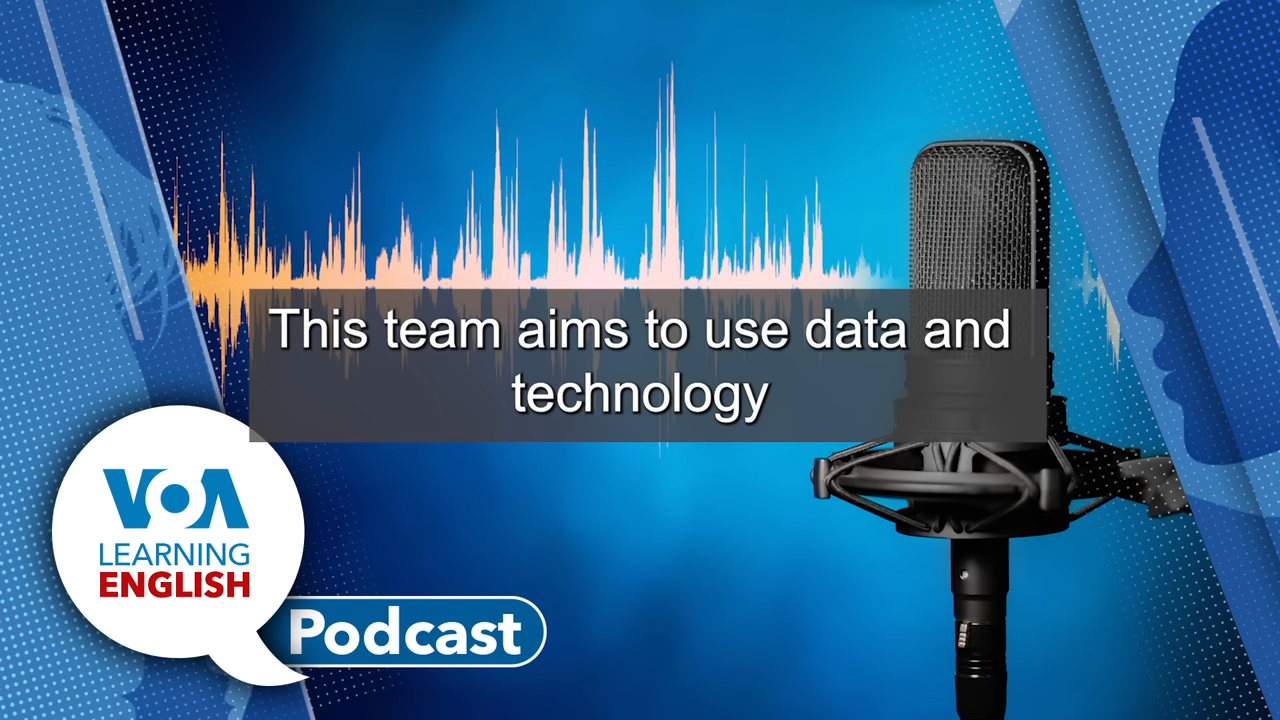 This team aims to use data and
technology
VOA
LEARNING
ENGLISH
Podcast